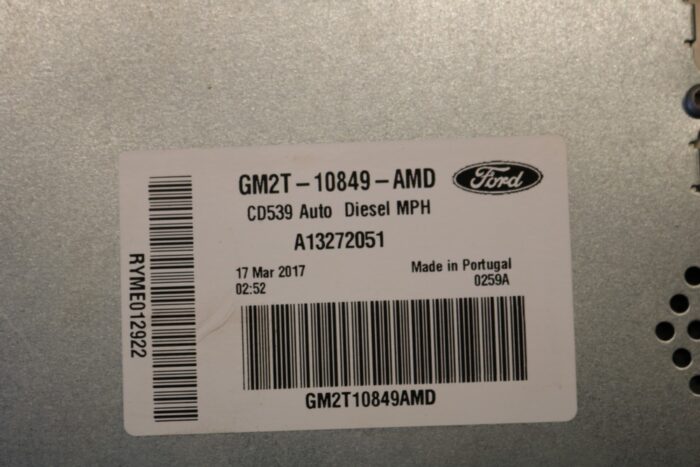 GM2T-10849-AMD
Ford
CD539 Auto Diesel MPH
A13272051
17 Mar 2017
02:52
Made in Portugal
0259A
GM2T10849AMD
RYME012922